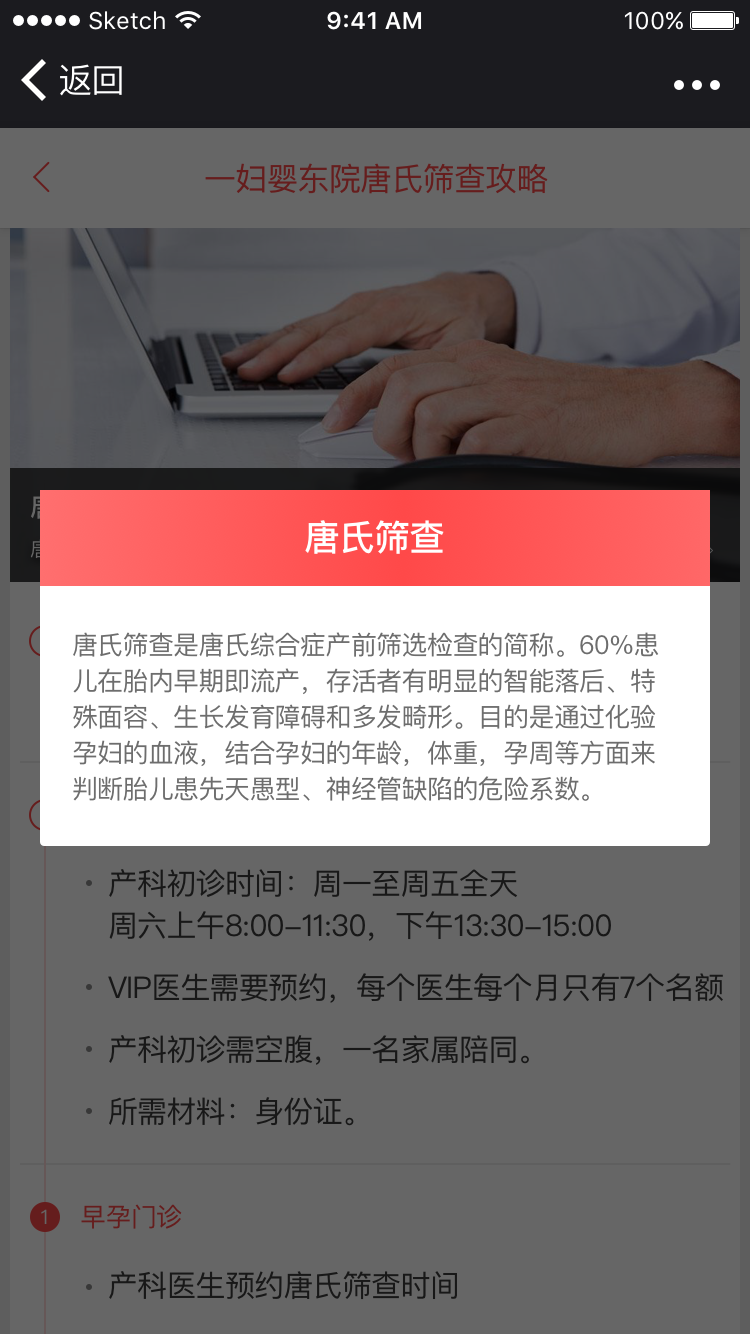 Sketch 9:41 AM 100%
返回
一妇婴东院唐氏筛查攻略
唐氏筛查
唐氏筛查是唐氏综合症产前筛选检查的简称。60%患
儿在胎内早期即流产，存活者有明显的智能落后、特
殊面容、生长发育障碍和多发畸形。目的是通过化验
孕妇的血液，结合孕妇的年龄，体重，孕周等方面来
判断胎儿患先天愚型、神经管缺陷的危险系数。
· 产科初诊时间：周一至周五全天
周六上午8:00-11:30，下午13:30-15:00
· VIP医生需要预约，每个医生每个月只有7个名额
· 产科初诊需空腹，一名家属陪同。
· 所需材料：身份证。
1 早孕门诊
· 产科医生预约唐氏筛查时间